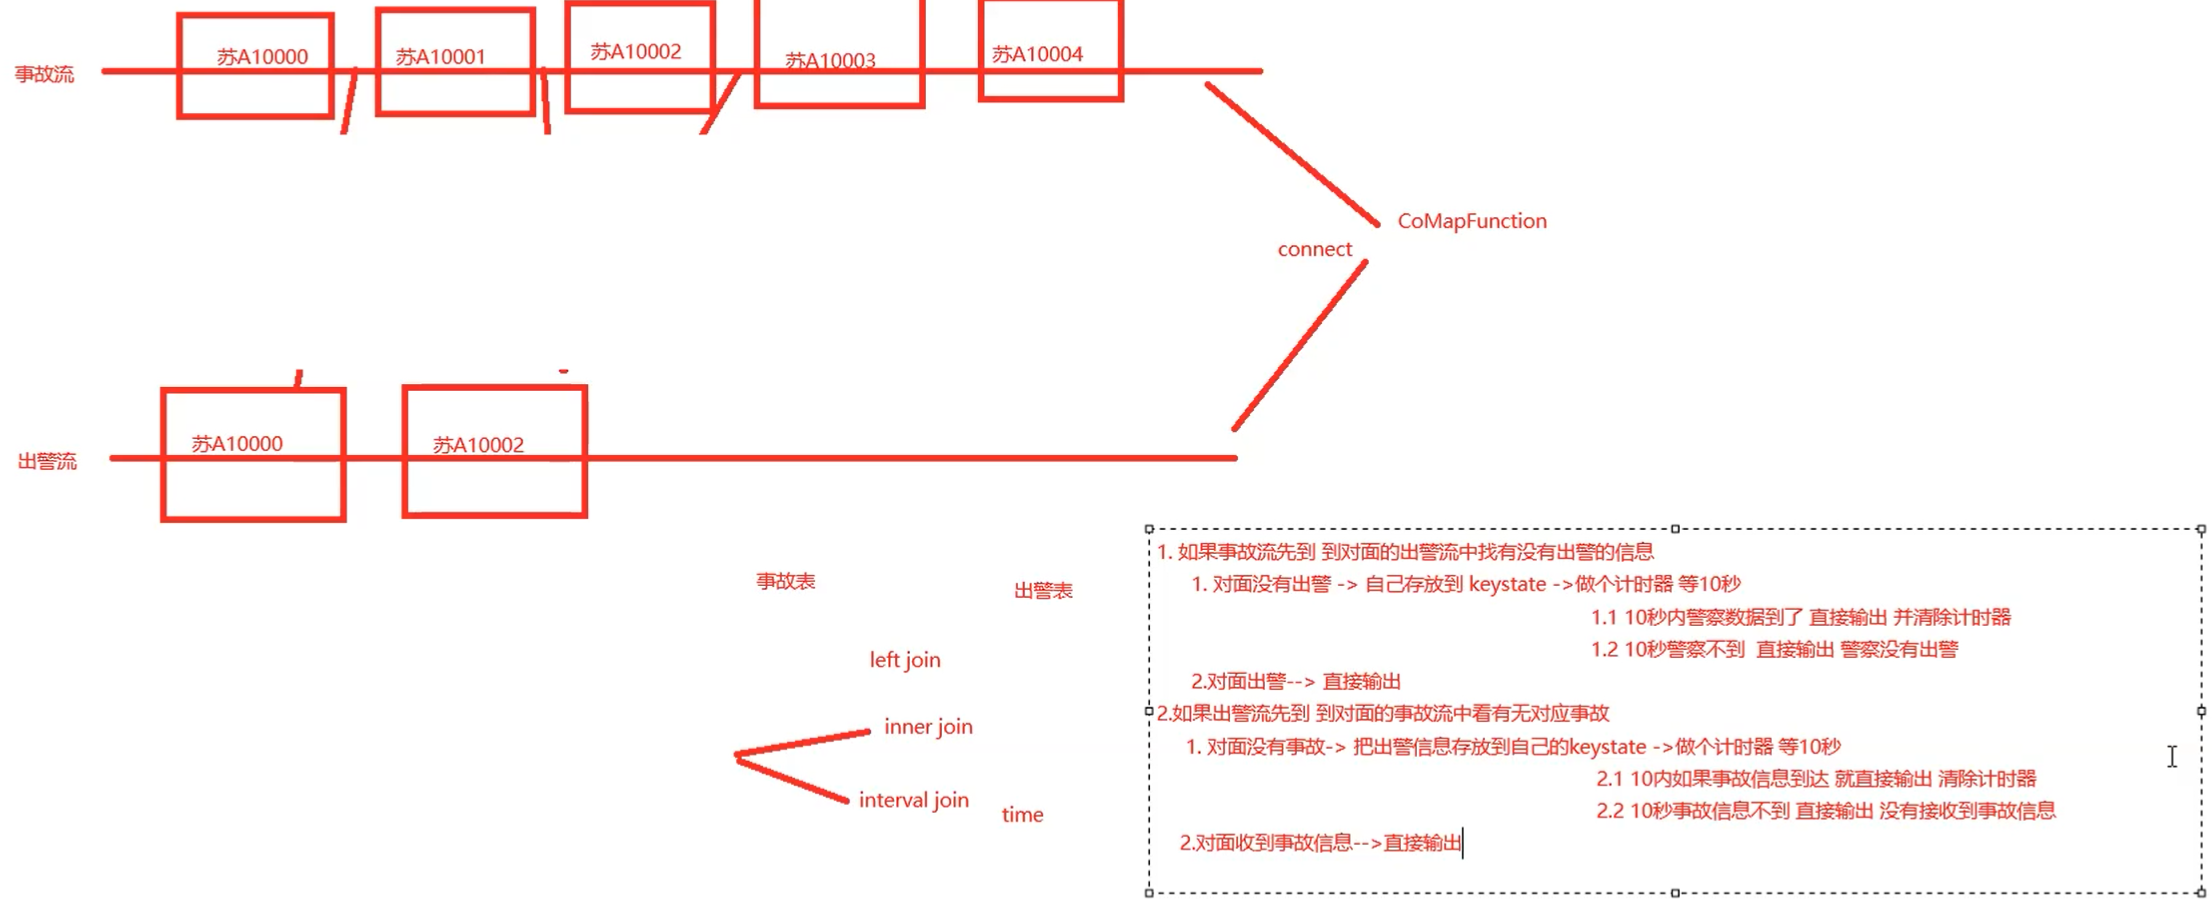 事故流
苏A10000
苏A10001
苏A10002
苏A10003
苏A10004
CoMapFunction
connect
出警流
苏A10000
苏A10002
事故表
出警表
left join
inner join
interval join
time
1. 如果事故流先到 到对面的出警流中找有没有出警的信息
1. 对面没有出警 -> 自己存放到 keystate ->做个计时器 等10秒
1.1 10秒内警察数据到了 直接输出 并清除计时器
1.2 10秒警察不到 直接输出 警察没有出警
2.对面出警--> 直接输出
2.如果出警流先到 到对面的事故流中看有无对应事故
1. 对面没有事故-> 把出警信息存放到自己的keystate ->做个计时器 等10秒
2.1 10内如果事故信息到达 就直接输出 清除计时器
2.2 10秒事故信息不到 直接输出 没有接收到事故信息
2.对面收到事故信息-->直接输出